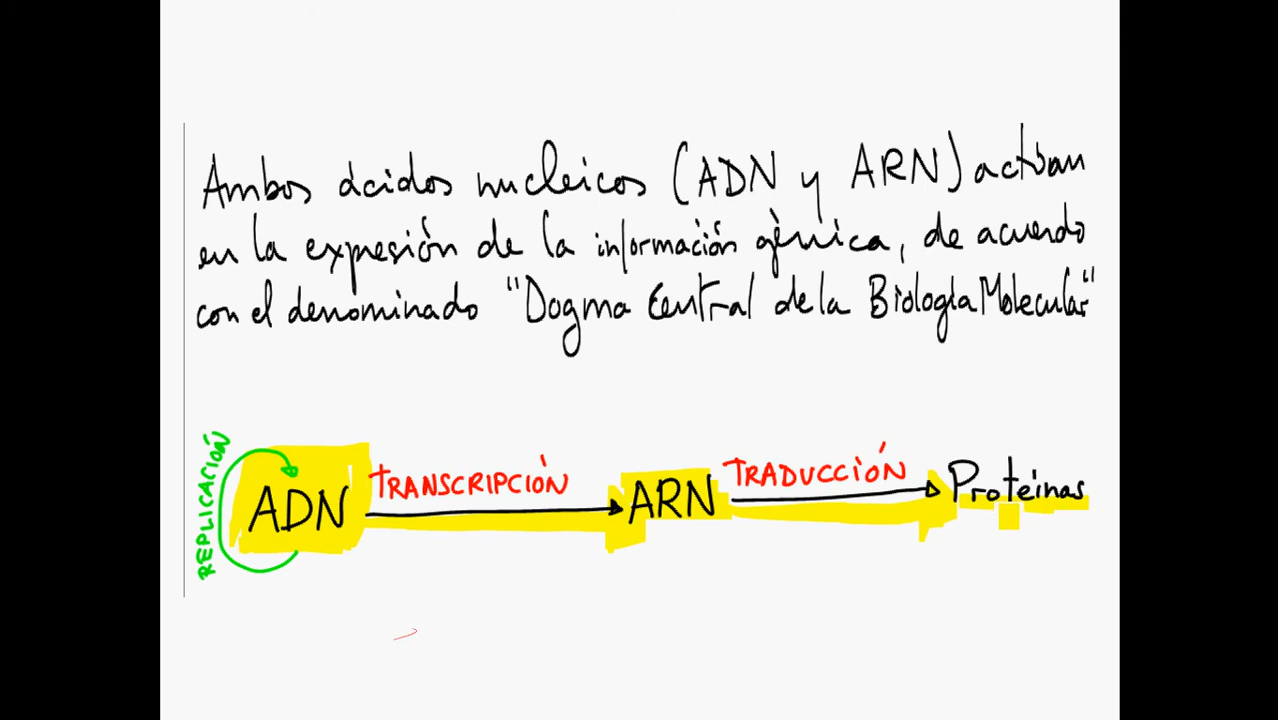 Ambos ácidos nucleicos (ADN y ARN) actúan
en la expresión de la información génica, de acuerdo
con el denominado "Dogma Central de la Biología Molecular"
REPLICACIÓN
ADN TRANSCRIPCIÓN ARN TRADUCCIÓN Proteínas